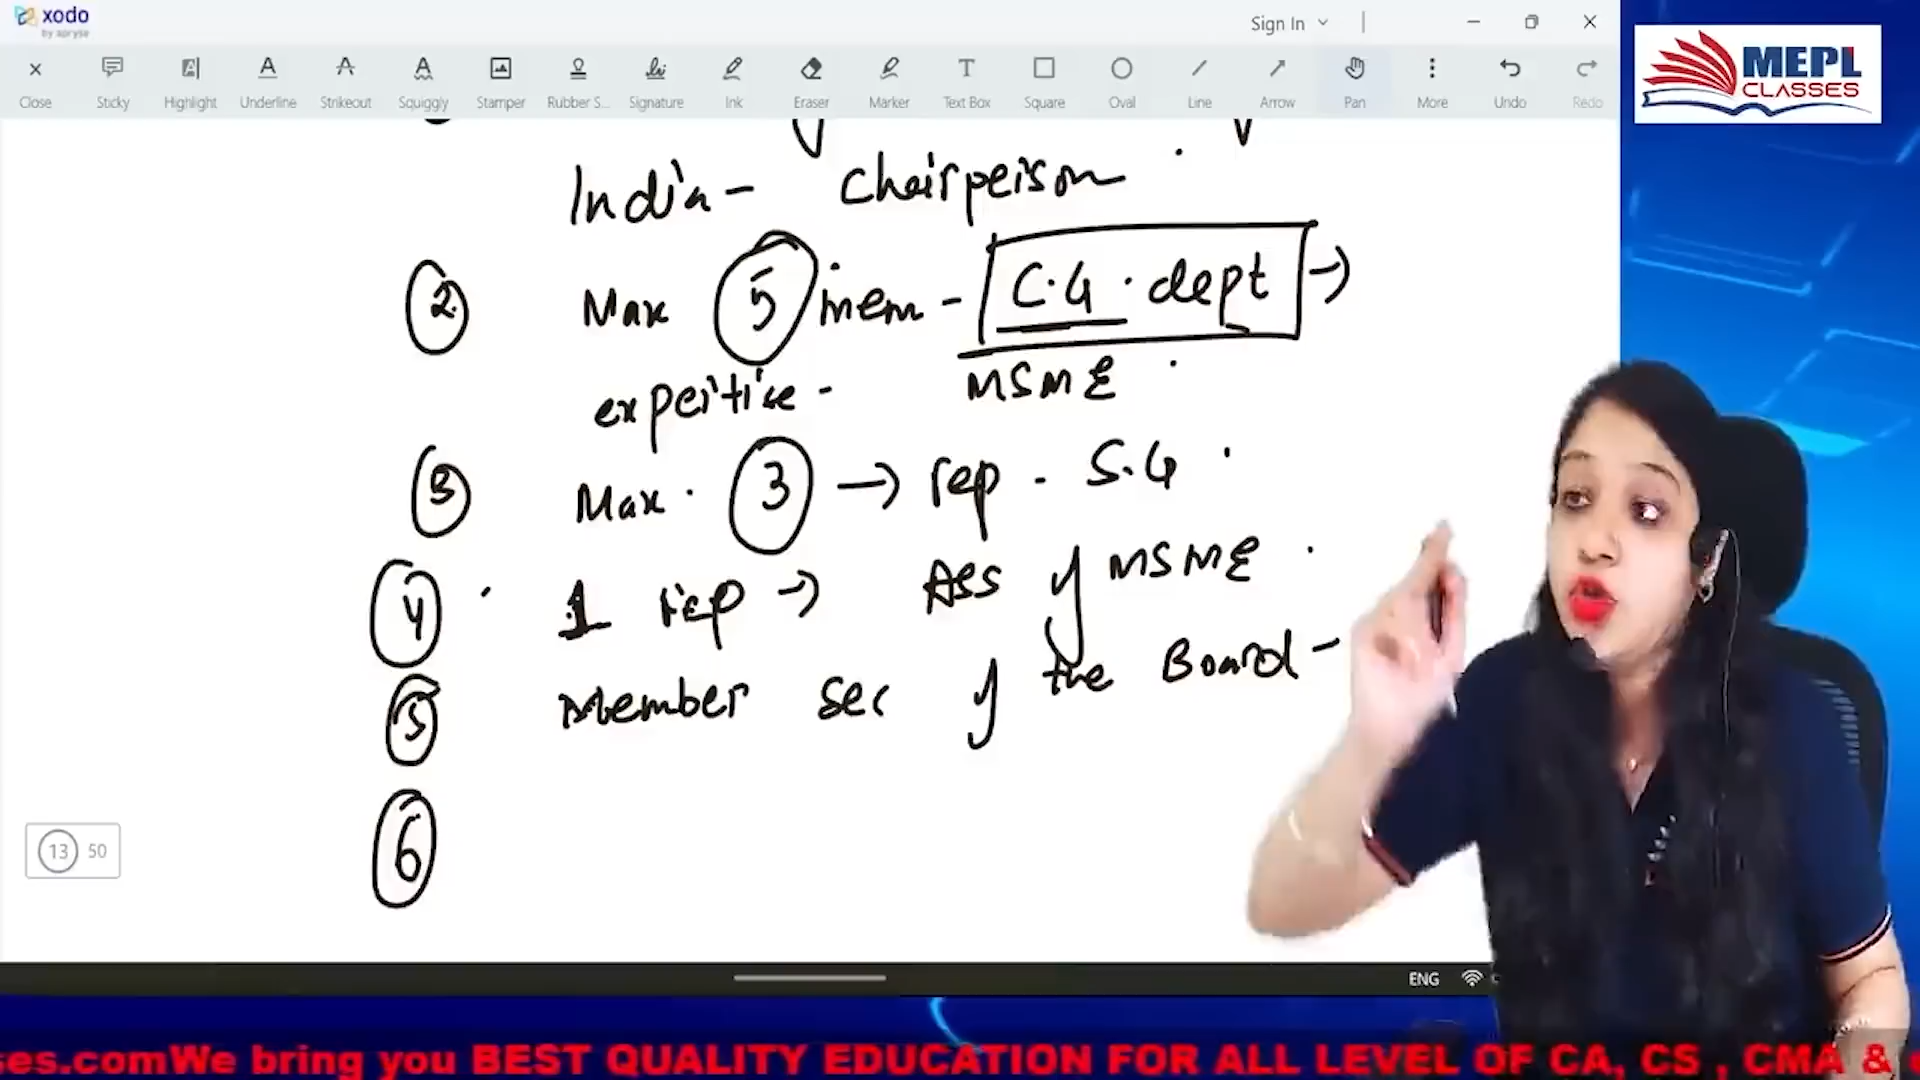 xodo
by apryse
Sign In
Close Sticky Highlight Underline Strikeout Squiggly Stamper Rubber S... Signature Ink Eraser Marker Text Box Square Oval Line Arrow Pan More Undo Redo
MEPL
CLASSES
India - Chairperson.
2 Max 5 mem - C.G. dept →
expertise - MSME
3 Max. 3 → rep - S.G
4 1 rep → Ass of MSME
5 Member sec of the Board -
6
13 50
ENG
ses.comWe bring you BEST QUALITY EDUCATION FOR ALL LEVEL OF CA, CS , CMA &